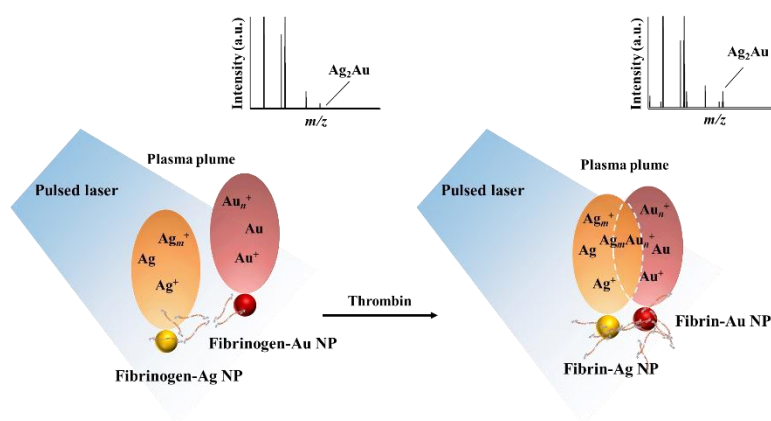 Intensity (a.u.)
Ag₂Au
m/z
Intensity (a.u.)
Ag₂Au
m/z
Plasma plume
Pulsed laser
Auₙ⁺
Au
Au⁺
Agₘ⁺
Ag
Ag⁺
Fibrinogen-Au NP
Fibrinogen-Ag NP
Thrombin
Plasma plume
Pulsed laser
Agₘ⁺
Auₙ⁺
Ag
AgₘAuₙ⁺
Au
Ag⁺
Au⁺
Fibrin-Au NP
Fibrin-Ag NP